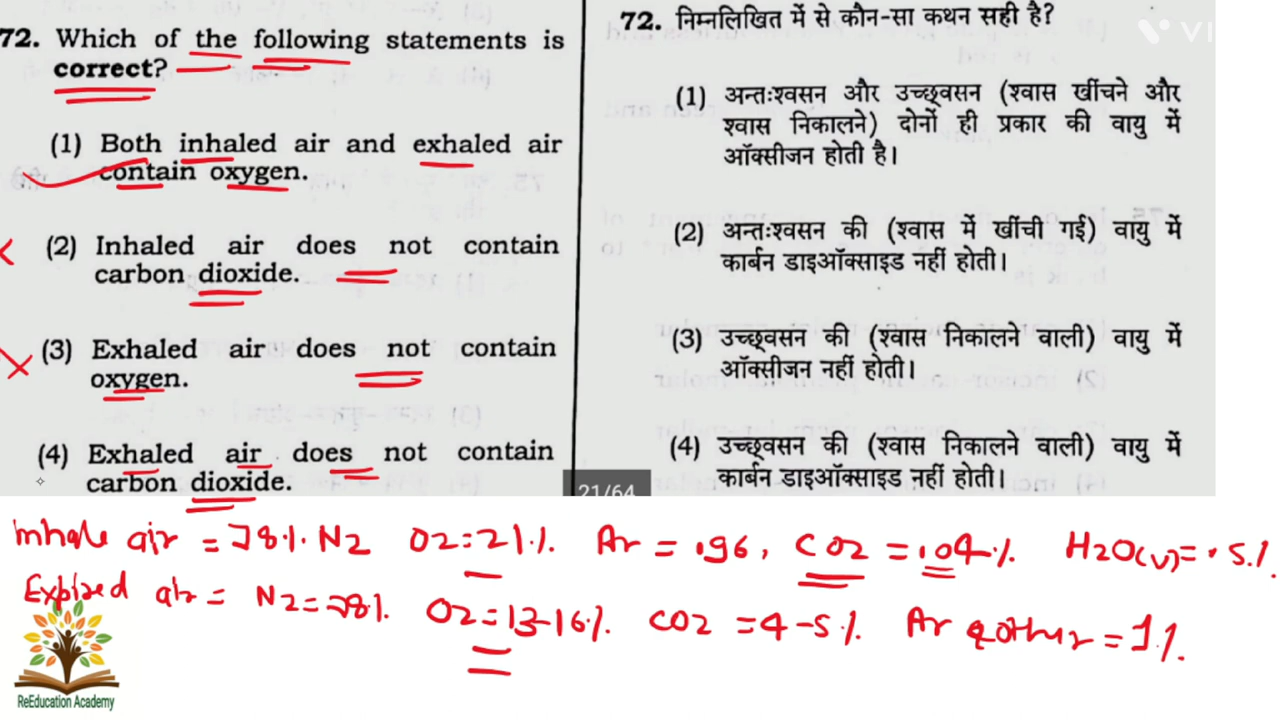 72. Which of the following statements is
correct?
(1) Both inhaled air and exhaled air
contain oxygen.
(2) Inhaled air does not contain
carbon dioxide.
(3) Exhaled air does not contain
oxygen.
(4) Exhaled air does not contain
carbon dioxide.
72. निम्नलिखित में से कौन-सा कथन सही है?
(1) अन्तःश्वसन और उच्छ्वसन (श्वास खींचने और
श्वास निकालने) दोनों ही प्रकार की वायु में
ऑक्सीजन होती है।
(2) अन्तःश्वसन की (श्वास में खींची गई) वायु में
कार्बन डाइऑक्साइड नहीं होती।
(3) उच्छ्वसन की (श्वास निकालने वाली) वायु में
ऑक्सीजन नहीं होती।
(4) उच्छ्वसन की (श्वास निकालने वाली) वायु में
कार्बन डाइऑक्साइड नहीं होती।
21/64
Inhale air = 78%. N2 O2=21%. Ar = .96, CO2 = .04% H2O(v)=.5%
Expired air = N2=78%. O2=13-16%. CO2 =4-5% Ar & other = 1%.
ReEducation Academy